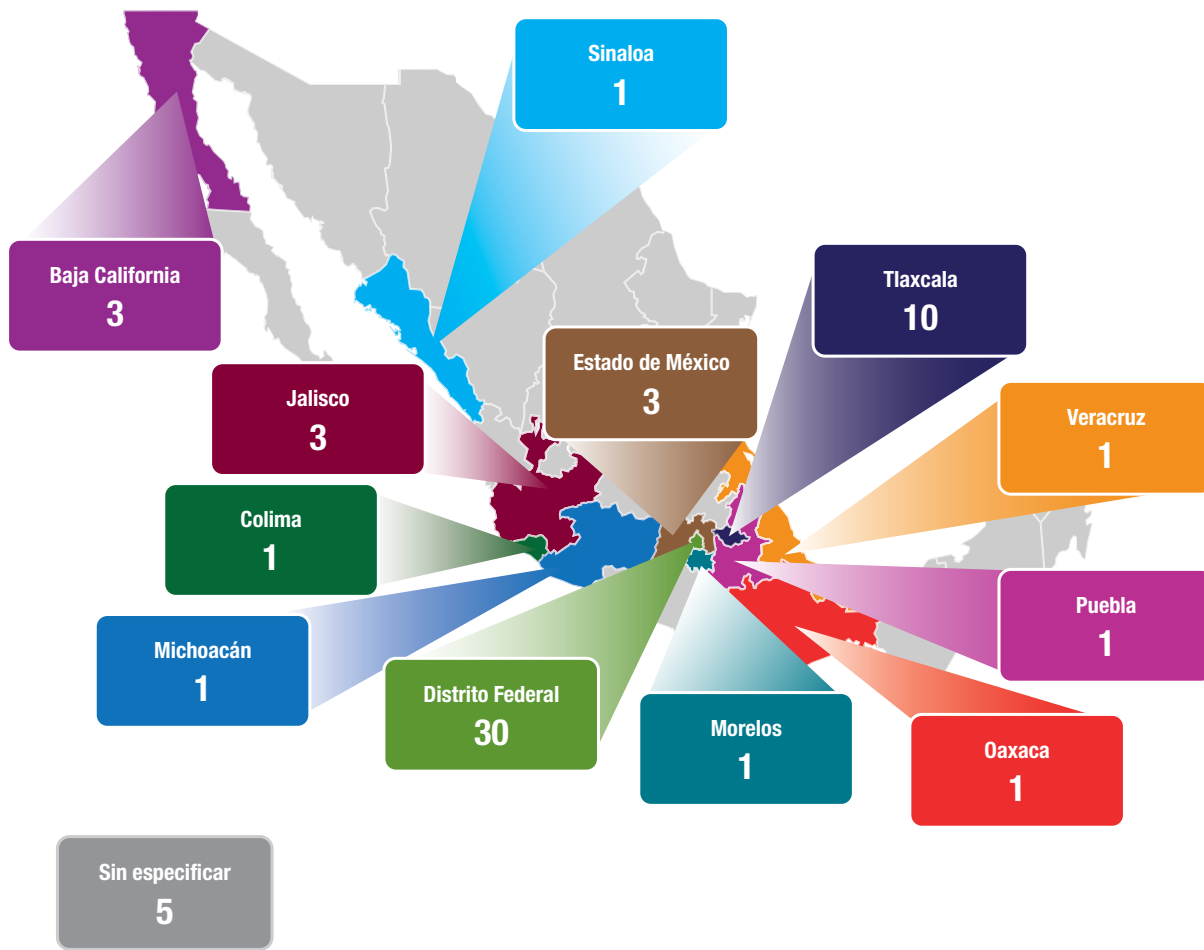 Sinaloa
1
Baja California
3
Tlaxcala
10
Estado de México
3
Jalisco
3
Veracruz
1
Colima
1
Puebla
1
Michoacán
1
Distrito Federal
30
Morelos
1
Oaxaca
1
Sin especificar
5